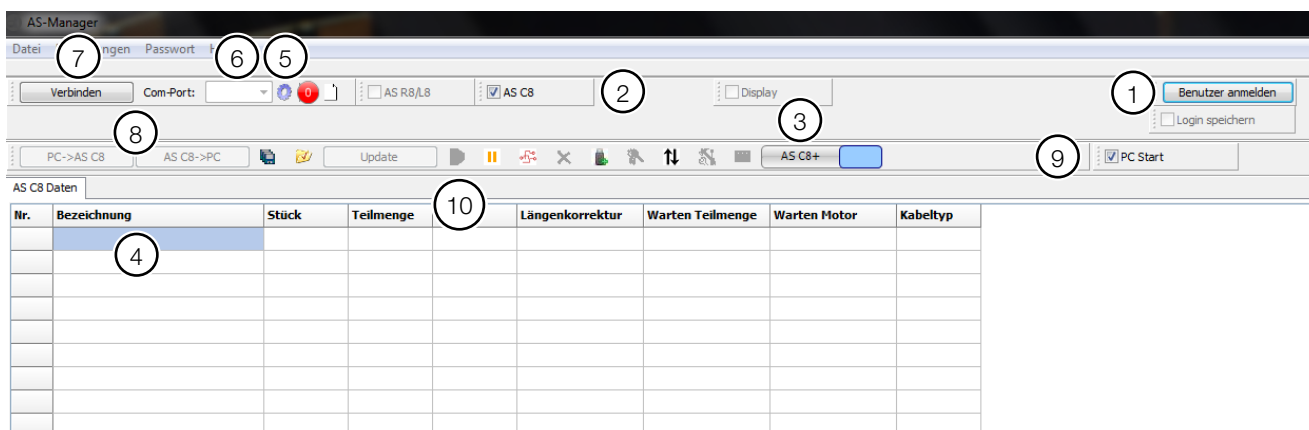 AS-Manager
Datei ngen Passwort H
7 6 5
Verbinden Com-Port: 0 AS R8/L8 AS C8 2 Display 1 Benutzer anmelden
8 3 Login speichern
PC->AS C8 AS C8->PC Update AS C8+ 9 PC Start
AS C8 Daten
Nr. Bezeichnung Stück Teilmenge 10 Längenkorrektur Warten Teilmenge Warten Motor Kabeltyp
4